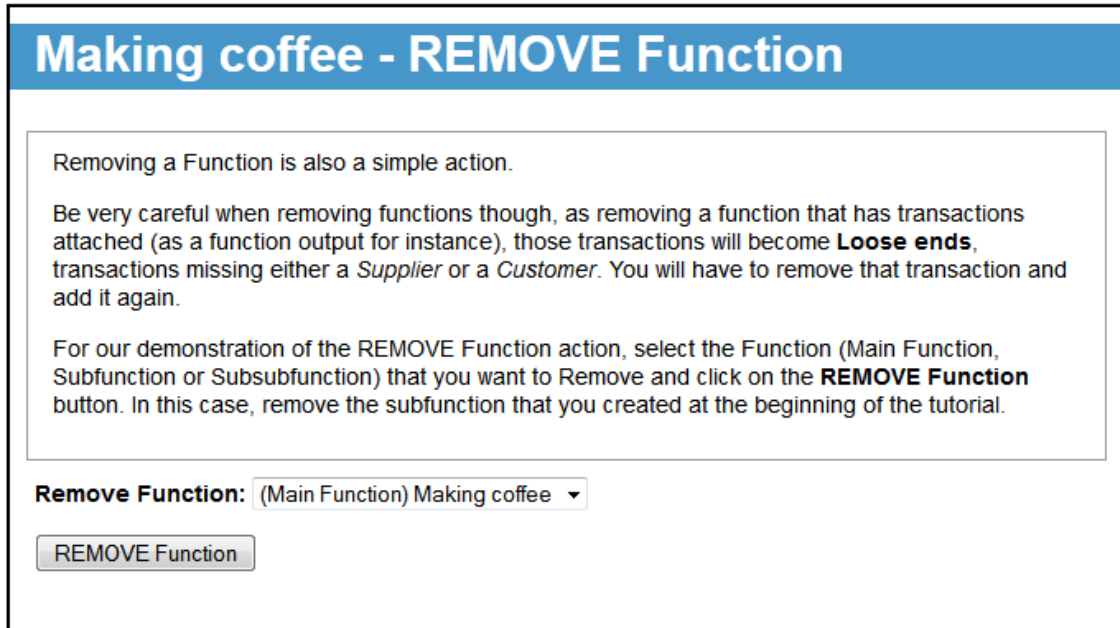 Making coffee - REMOVE Function
Removing a Function is also a simple action.
Be very careful when removing functions though, as removing a function that has transactions
attached (as a function output for instance), those transactions will become Loose ends,
transactions missing either a Supplier or a Customer. You will have to remove that transaction and
add it again.
For our demonstration of the REMOVE Function action, select the Function (Main Function,
Subfunction or Subsubfunction) that you want to Remove and click on the REMOVE Function
button. In this case, remove the subfunction that you created at the beginning of the tutorial.
Remove Function: (Main Function) Making coffee
REMOVE Function